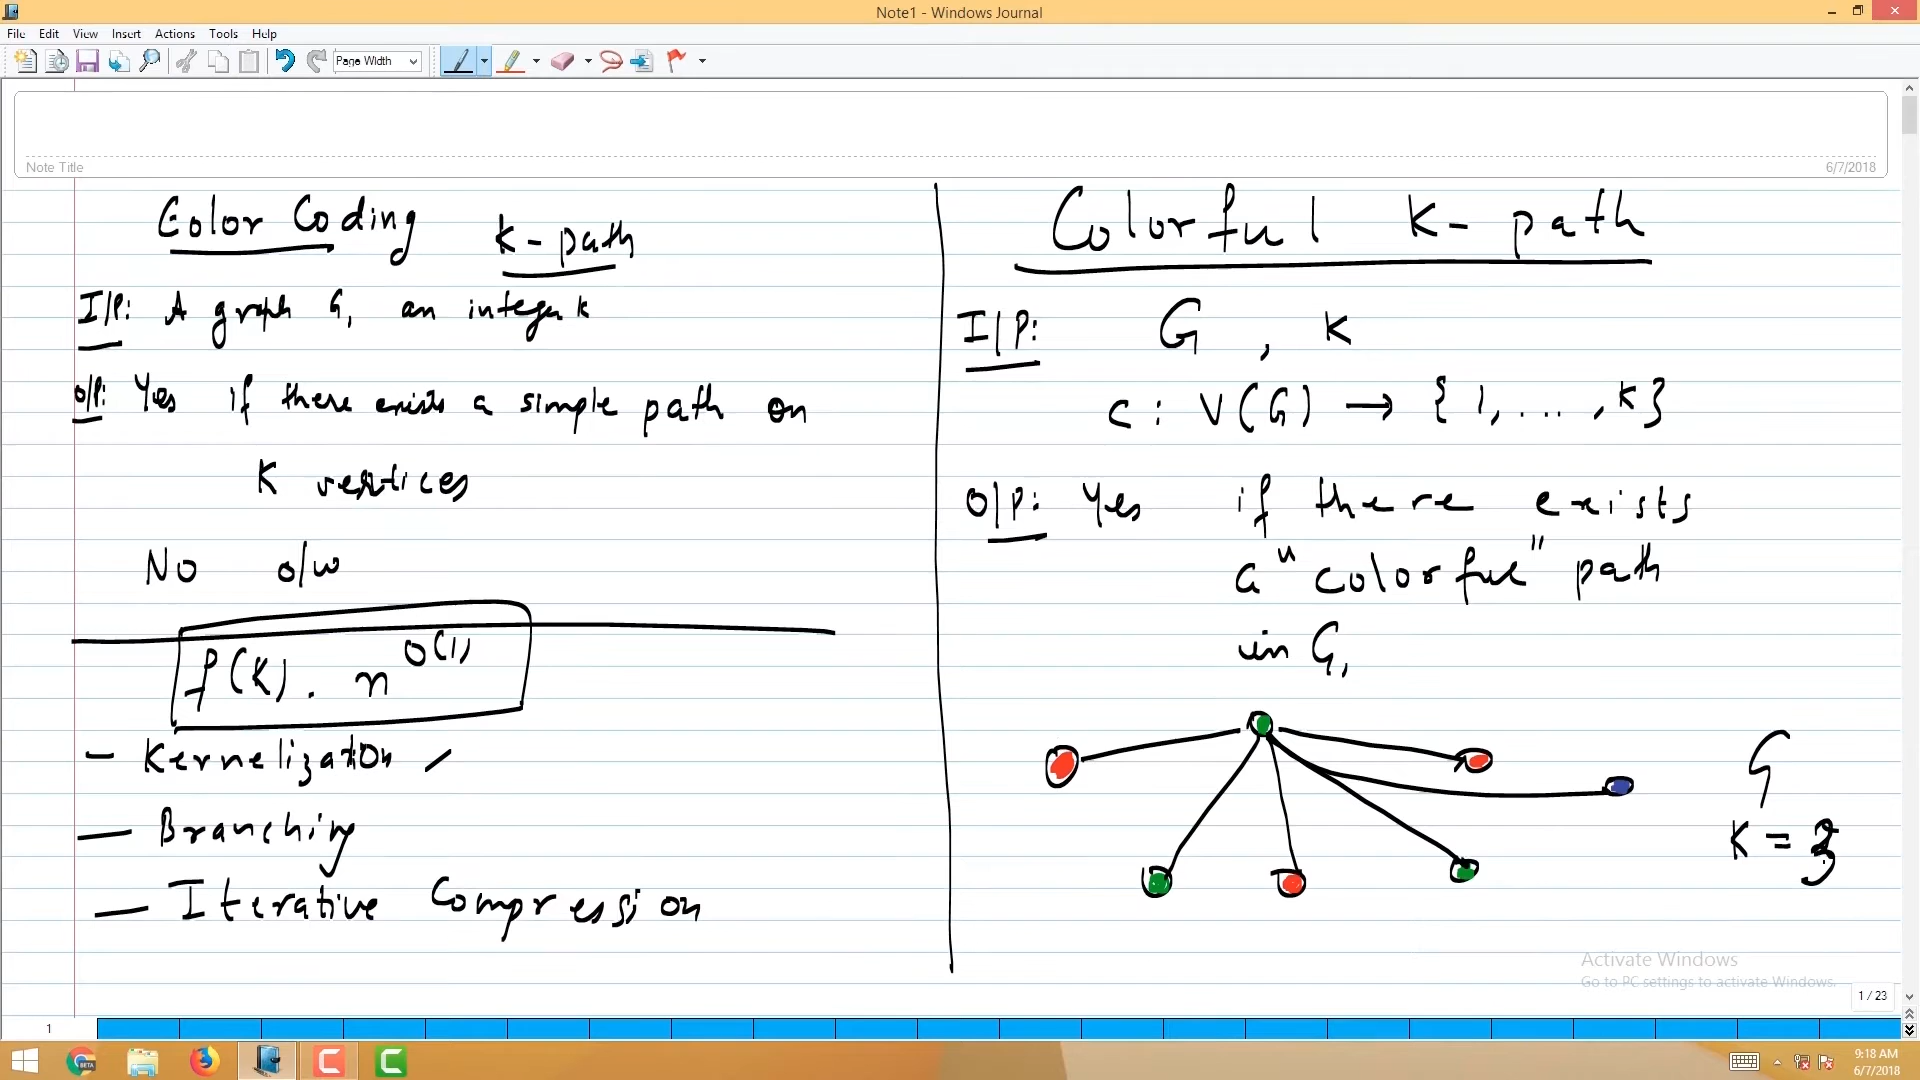 Note1 - Windows Journal
File Edit View Insert Actions Tools Help
Page Width
Note Title
6/7/2018
Color Coding
K - path
I/P: A graph G, an integer k
O/P: Yes if there exists a simple path on
K vertices
No o/w
f(K) . n^O(1)
- Kernelization
- Branching
- Iterative Compression
Colorful K - path
I/P: G , K
c : V(G) → { 1, ... , K }
O/P: Yes if there exists
a "colorful" path
in G,
G
K = 3
Activate Windows
Go to PC settings to activate Windows.
1 / 23
1
BETA
9:18 AM
6/7/2018